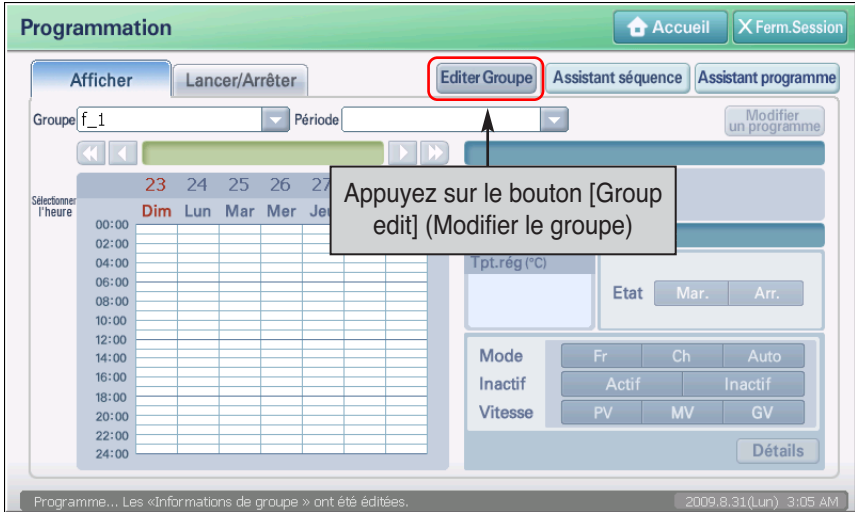 Programmation
Accueil
X Ferm.Session
Afficher
Lancer/Arrêter
Editer Groupe
Assistant séquence
Assistant programme
Groupe f_1
Période
Modifier un programme
Appuyez sur le bouton [Group
edit] (Modifier le groupe)
23 24 25 26 27
Sélectionner l'heure
Dim Lun Mar Mer
00:00
02:00
04:00
06:00
08:00
10:00
12:00
14:00
16:00
18:00
20:00
22:00
24:00
Tpt.rég (°C)
Etat Mar. Arr.
Mode Fr Ch Auto
Inactif Actif Inactif
Vitesse PV MV GV
Détails
Programme... Les «Informations de groupe » ont été éditées.
2009.8.31(Lun) 3:05 AM